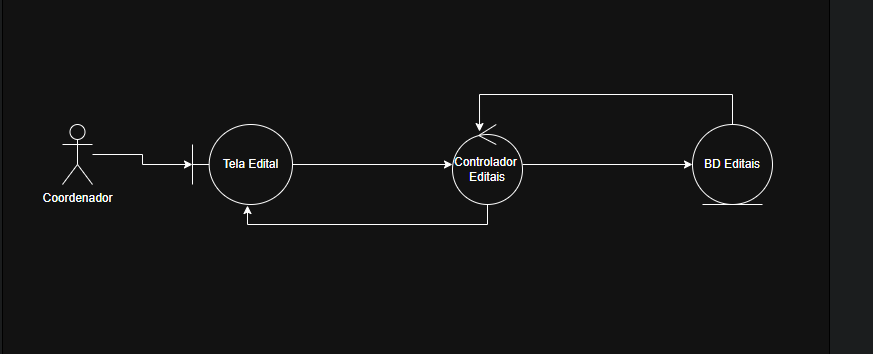 Coordenador
Tela Edital
Controlador
Editais
BD Editais